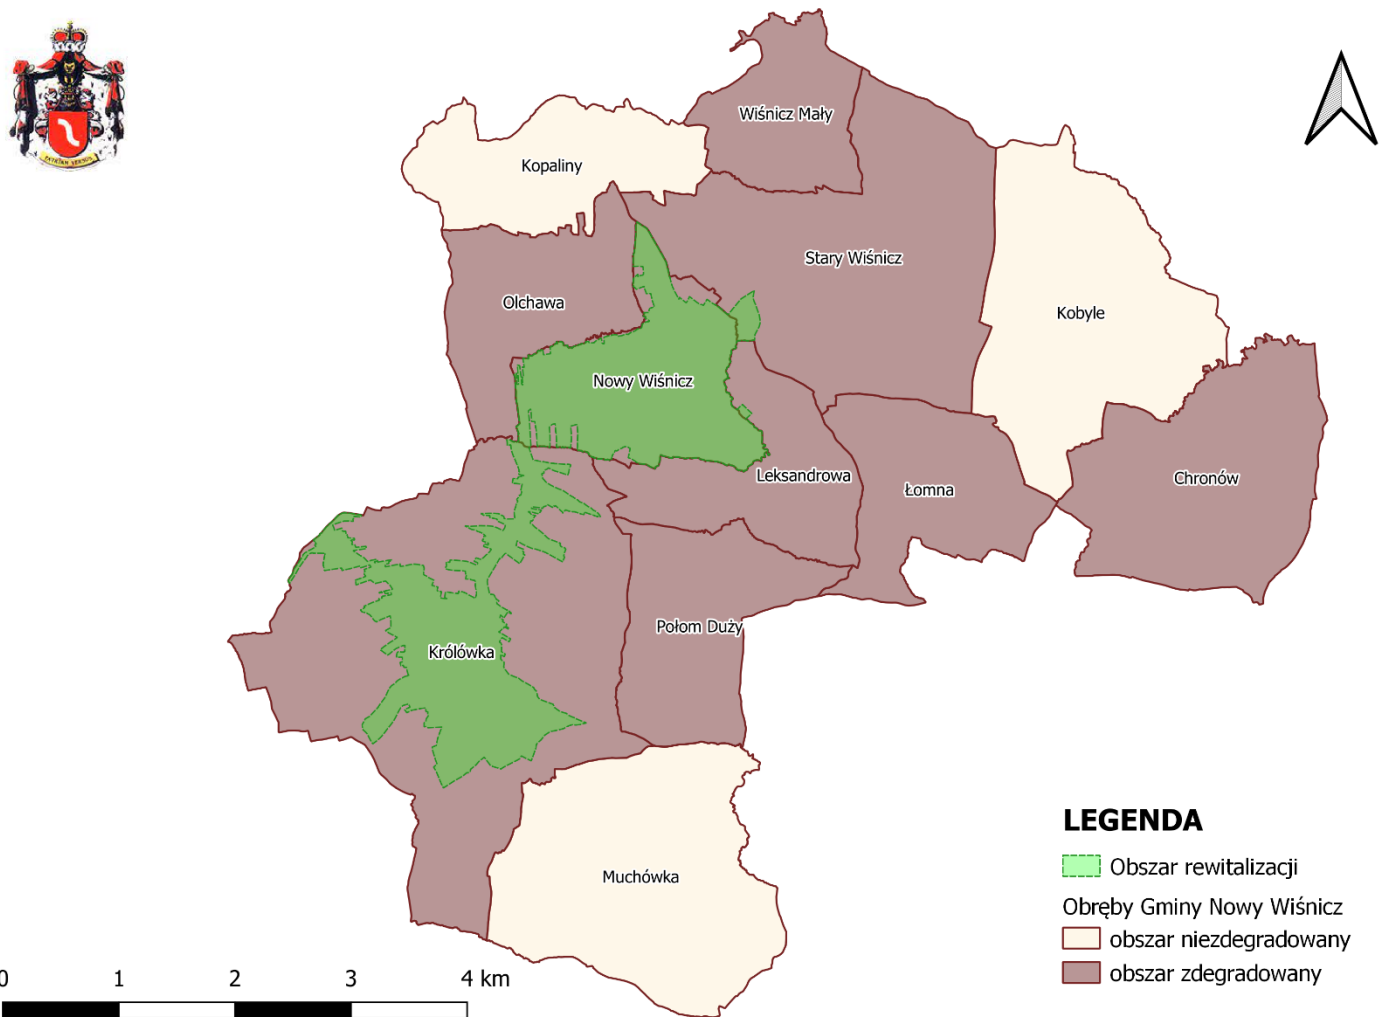 Wiśnicz Mały
Kopaliny
Stary Wiśnicz
Olchawa
Kobyle
Nowy Wiśnicz
Leksandrowa
Łomna
Chronów
Połom Duży
Królówka
Muchówka
LEGENDA
Obszar rewitalizacji
Obręby Gminy Nowy Wiśnicz
obszar niezdegradowany
obszar zdegradowany
0 1 2 3 4 km